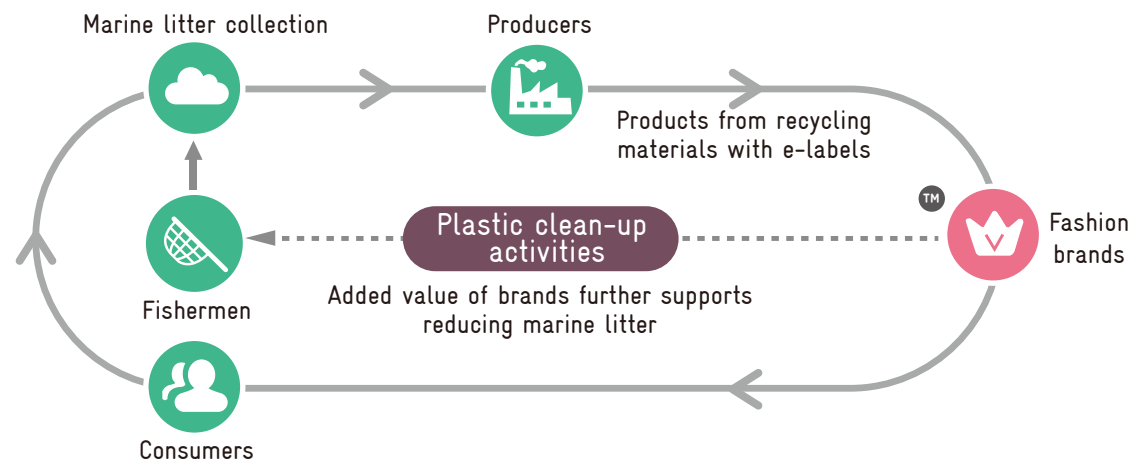 Marine litter collection
Producers
Products from recycling
materials with e-labels
TM
Fashion
brands
Plastic clean-up
activities
Added value of brands further supports
reducing marine litter
Fishermen
Consumers